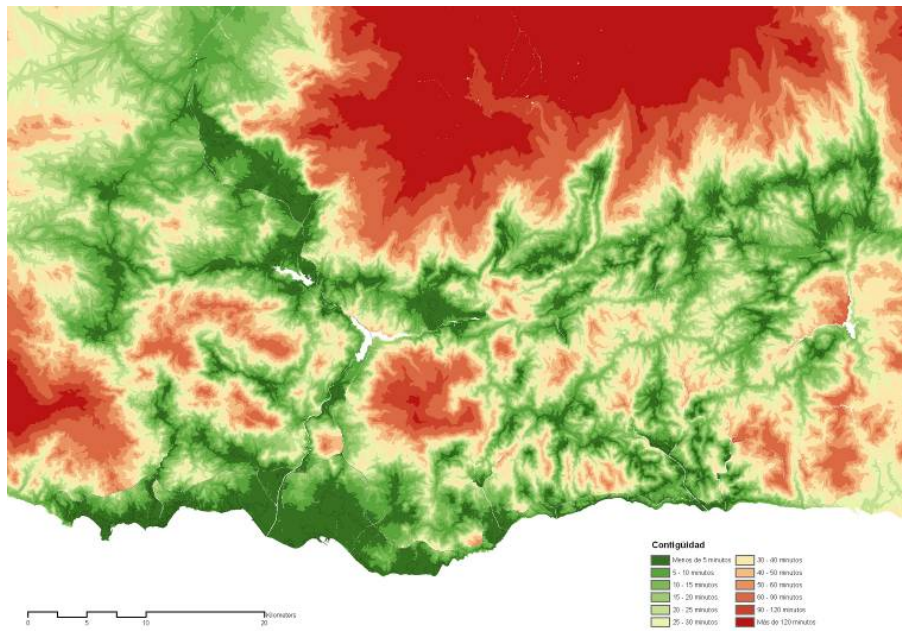 Contigüidad
Menos de 5 minutos
5 - 10 minutos
10 - 15 minutos
15 - 20 minutos
20 - 25 minutos
25 - 30 minutos
30 - 40 minutos
40 - 50 minutos
50 - 60 minutos
60 - 90 minutos
90 - 120 minutos
Más de 120 minutos
Kilometers
0 5 10 20